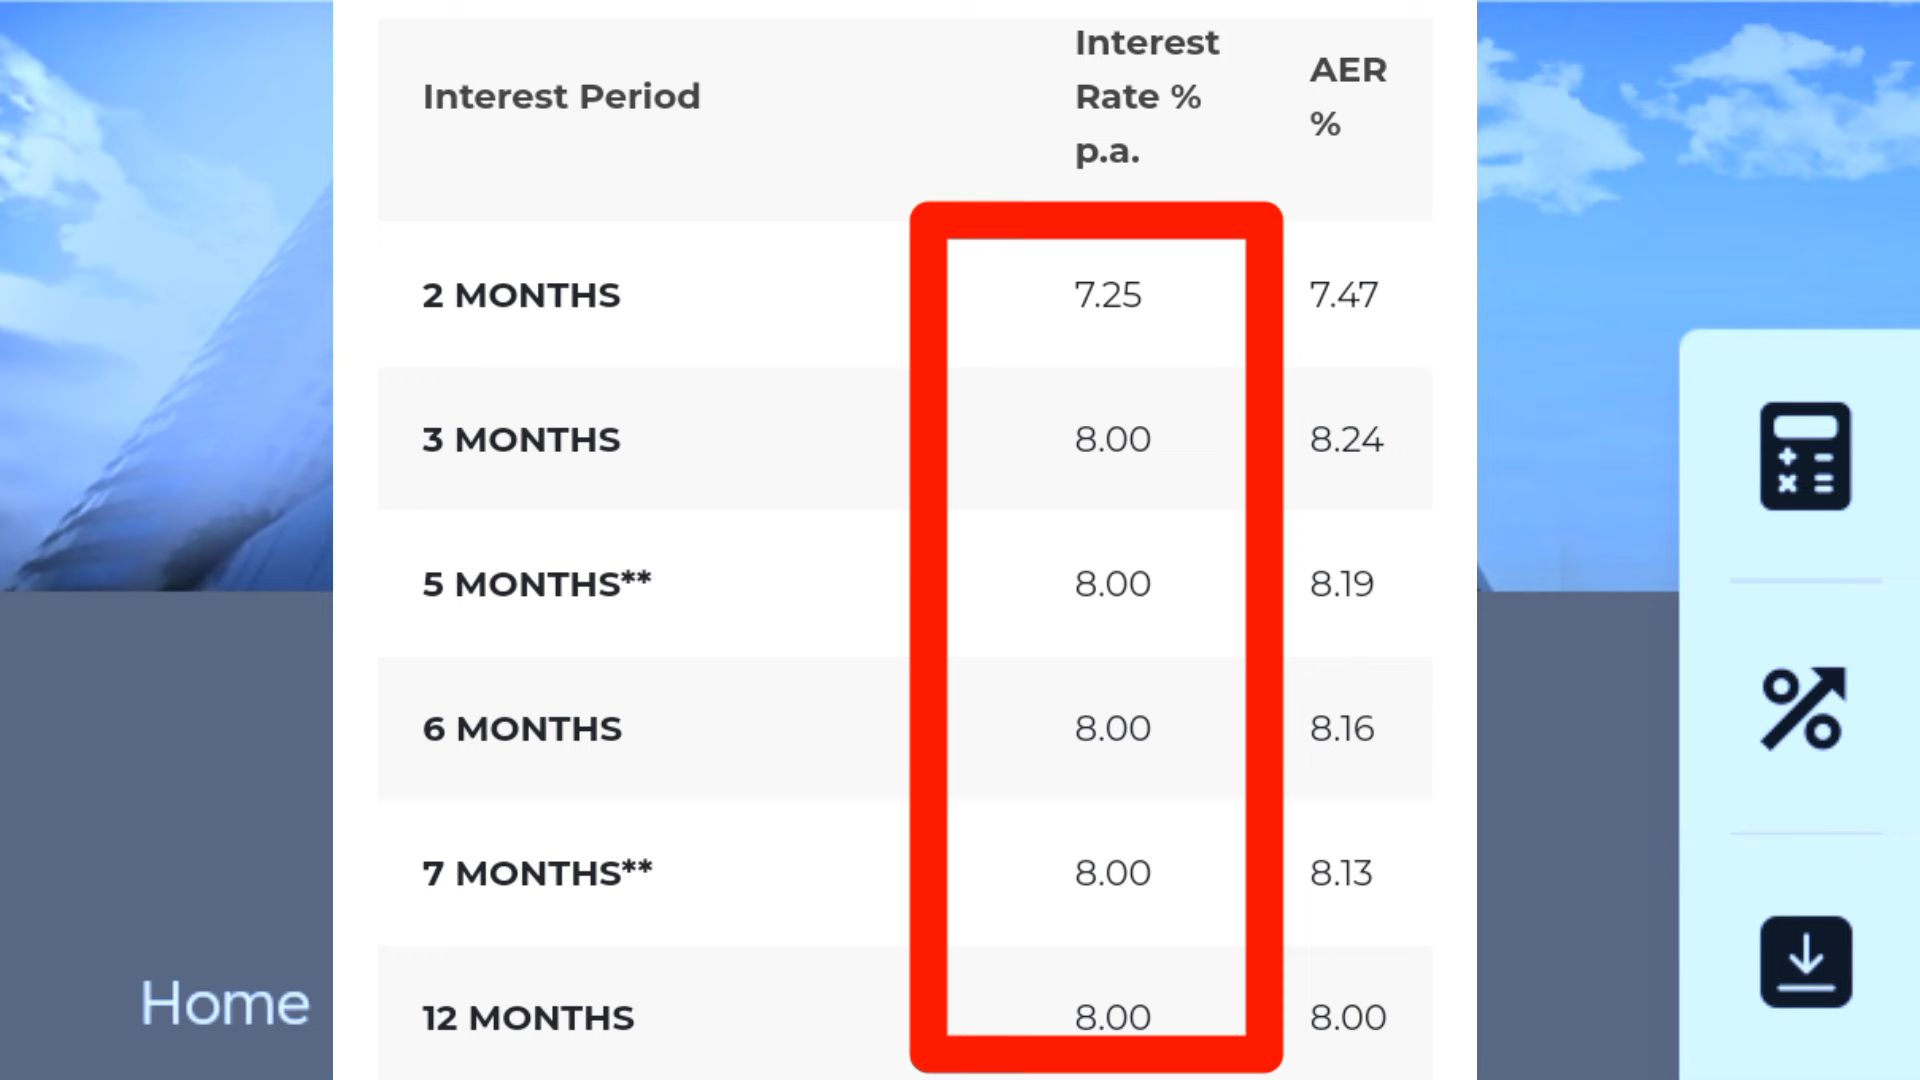 Interest Period
Interest
Rate %
p.a.
AER
%
2 MONTHS 7.25 7.47
3 MONTHS 8.00 8.24
5 MONTHS** 8.00 8.19
6 MONTHS 8.00 8.16
7 MONTHS** 8.00 8.13
12 MONTHS 8.00 8.00
Home